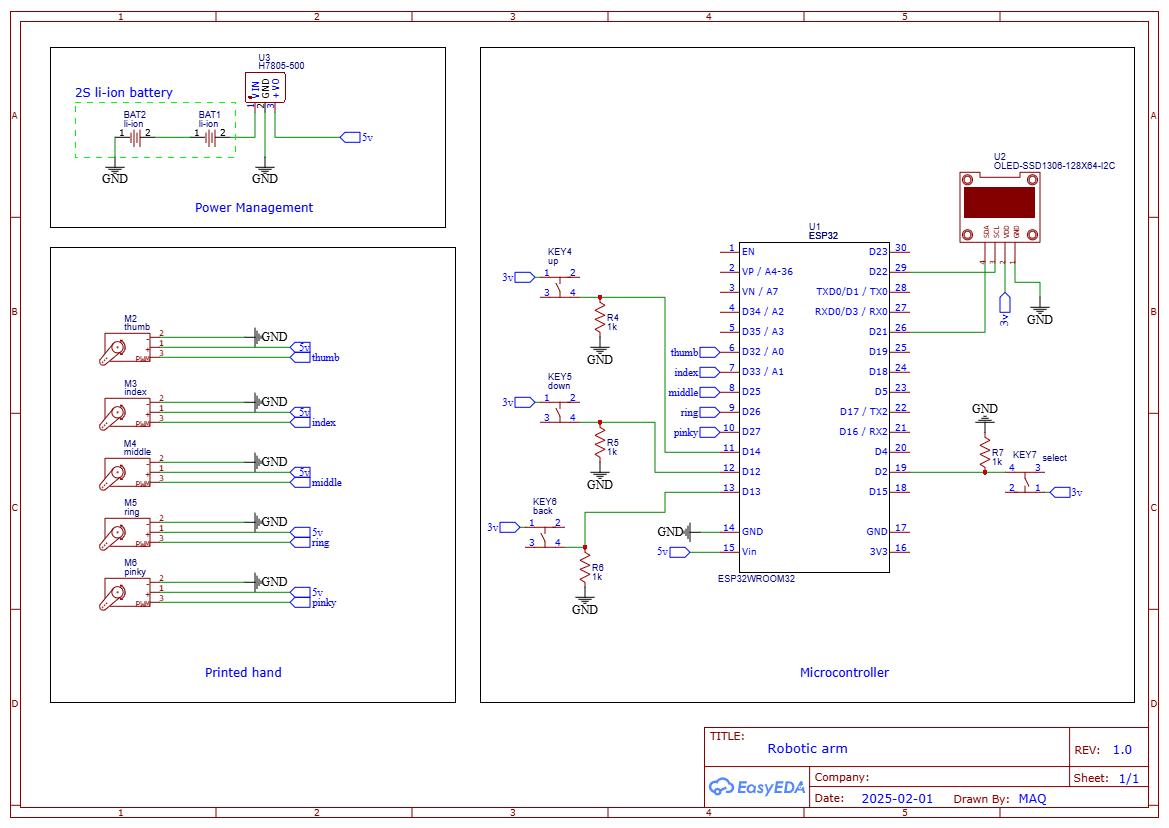 1 2 3 4 5
A
B
C
D
A
B
C
D
1 2 3 4 5
U3
H7805-500
VIN
GND
+VO
1 2 3
2S li-ion battery
BAT2
li-ion
1 2
BAT1
li-ion
1 2
5v
GND
GND
Power Management
M2
thumb
2
1
3
-
+
PWM
GND
5v
thumb
M3
index
2
1
3
-
+
PWM
GND
5v
index
M4
middle
2
1
3
-
+
PWM
GND
5v
middle
M5
ring
2
1
3
-
+
PWM
GND
5v
ring
M6
pinky
2
1
3
-
+
PWM
GND
5v
pinky
Printed hand
KEY4
up
3v
1 2
3 4
R4
1k
GND
KEY5
down
3v
1 2
3 4
R5
1k
GND
KEY6
back
3v
1 2
3 4
R6
1k
GND
U1
ESP32
1 EN
2 VP / A4-36
3 VN / A7
4 D34 / A2
5 D35 / A3
thumb 6 D32 / A0
index 7 D33 / A1
middle 8 D25
ring 9 D26
pinky 10 D27
11 D14
12 D12
13 D13
GND 14 GND
5v 15 Vin
D23 30
D22 29
TXD0/D1 / TX0 28
RXD0/D3 / RX0 27
D21 26
D19 25
D18 24
D5 23
D17 / TX2 22
D16 / RX2 21
D4 20
D2 19
D15 18
GND 17
3V3 16
ESP32WROOM32
U2
OLED-SSD1306-128X64-I2C
SDA
SCL
VDD
GND
4 3 2 1
3v
GND
GND
R7
1k
KEY7 select
4 3
2 1
3v
Microcontroller
TITLE:
Robotic arm
REV: 1.0
EasyEDA
Company:
Sheet: 1/1
Date: 2025-02-01 Drawn By: MAQ